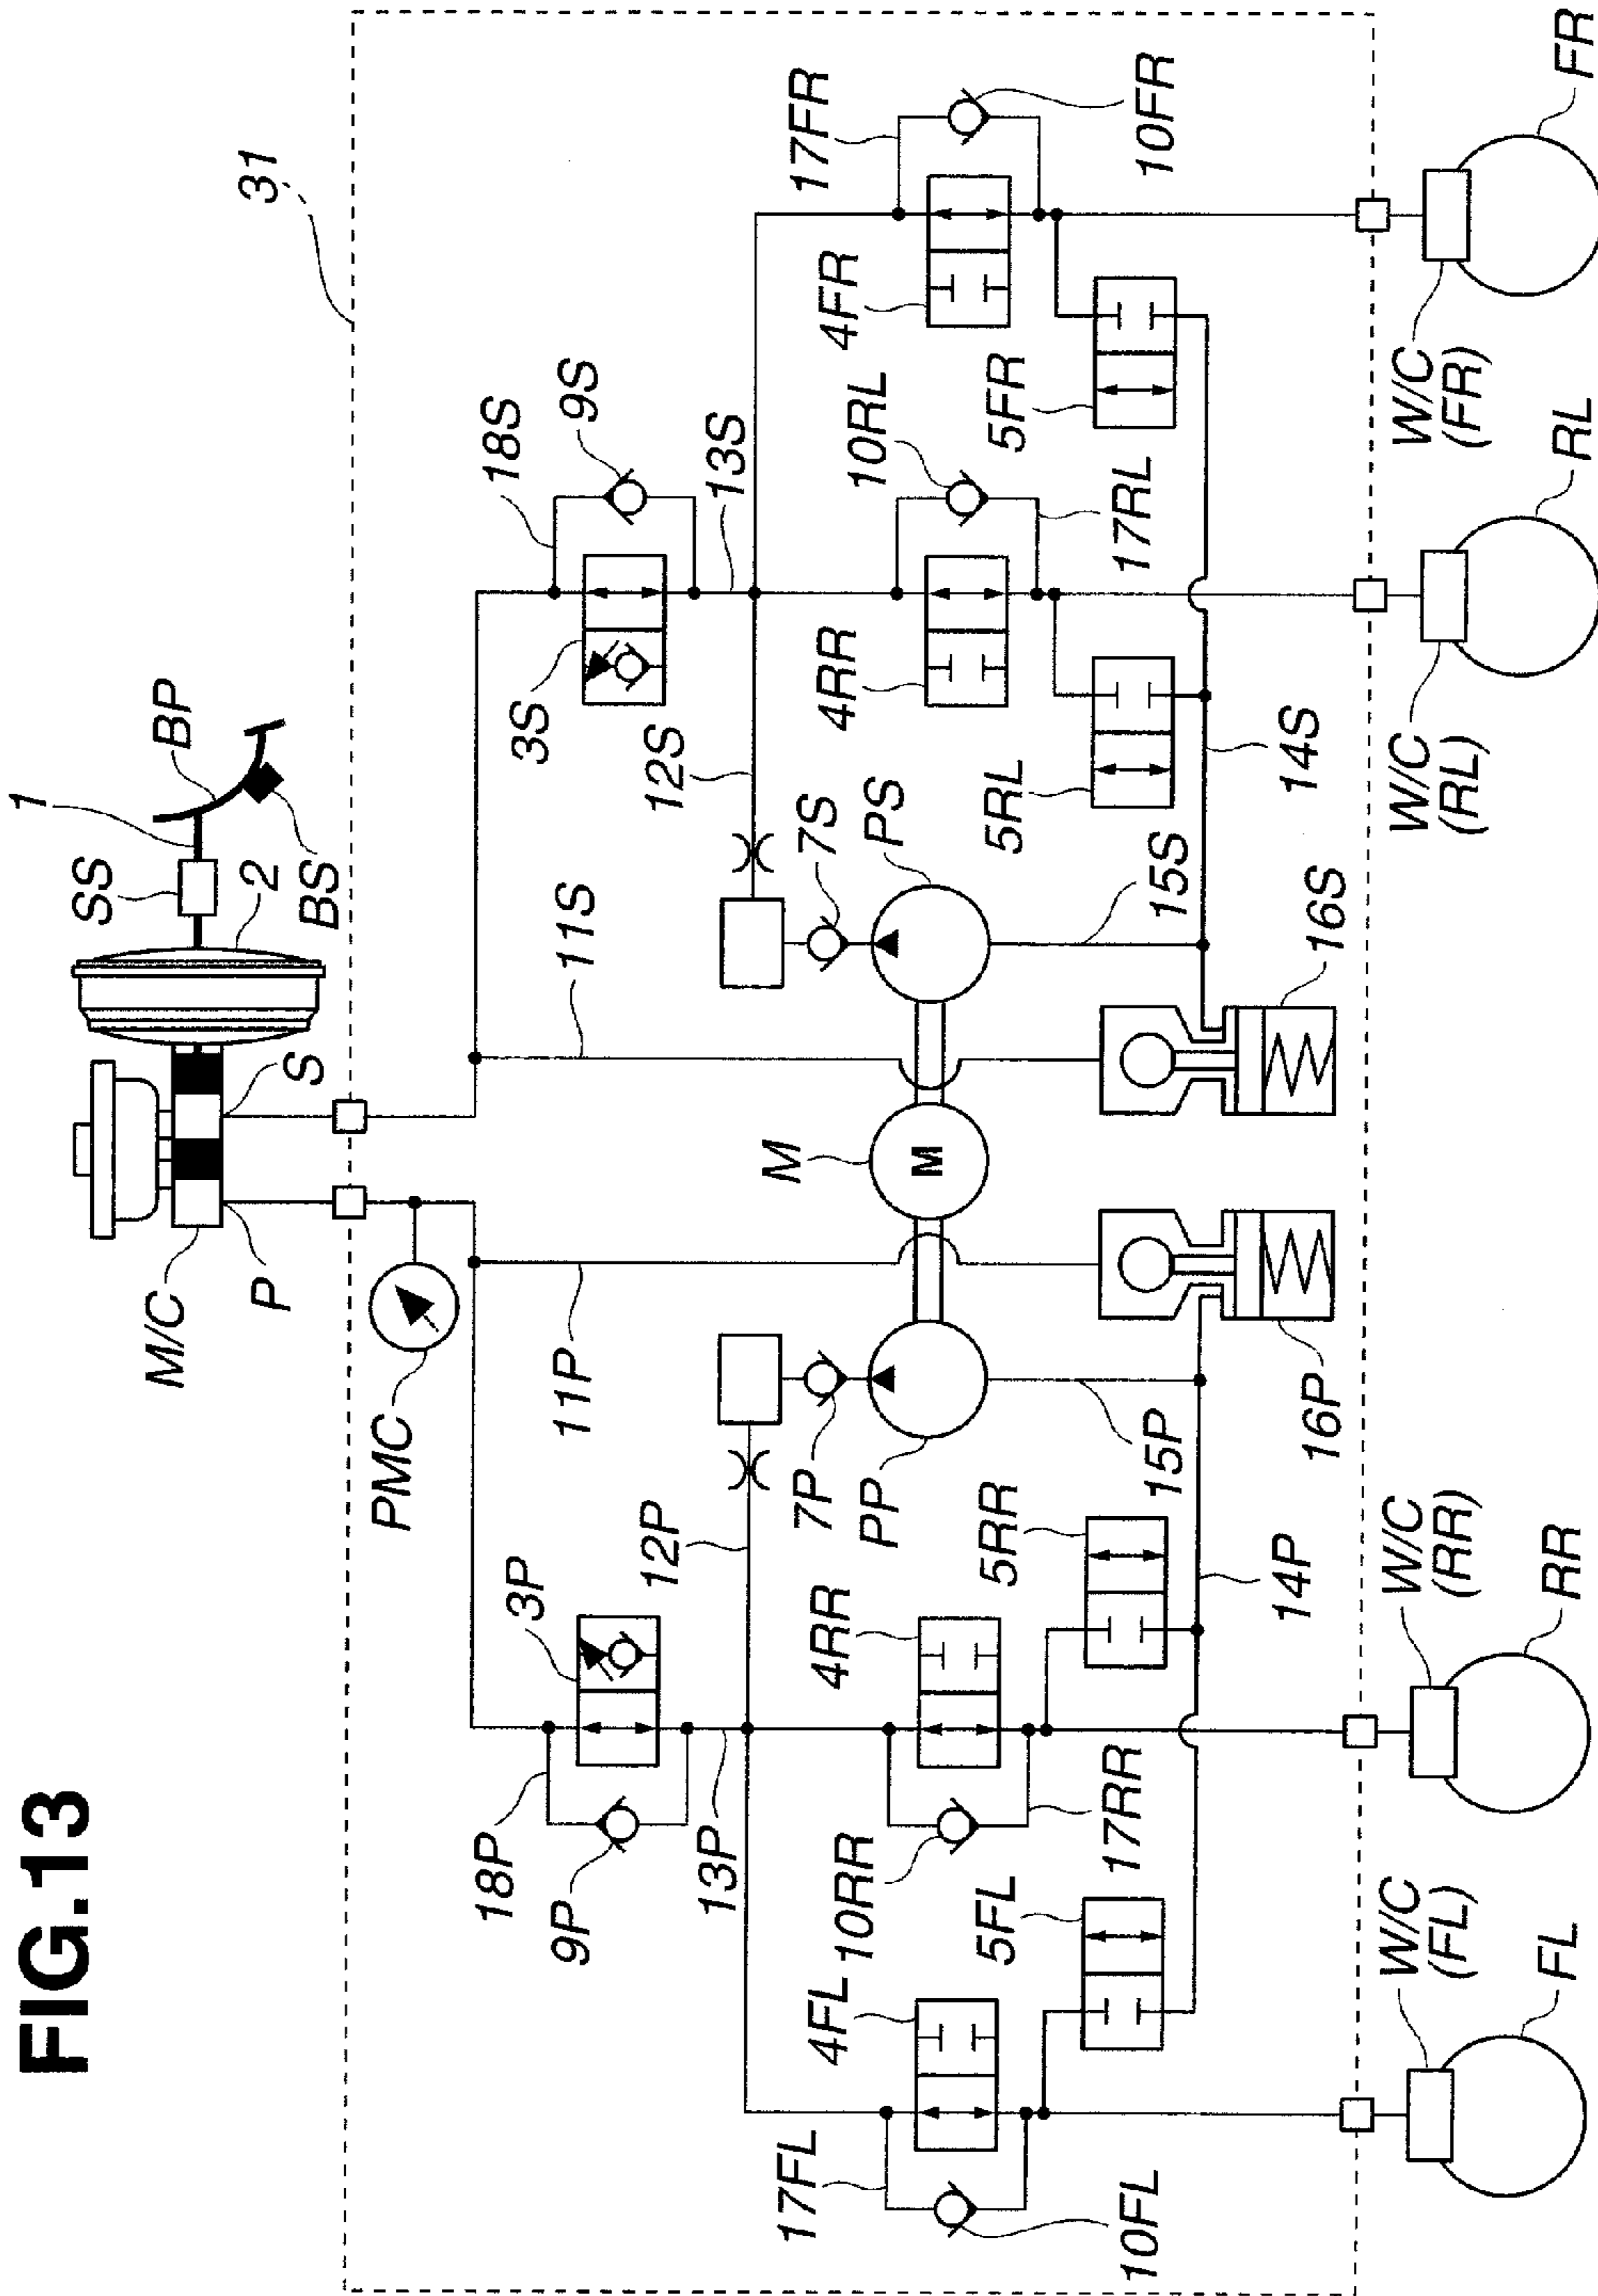 FIG.13
1
BP
SS
2
BS
M/C
P
S
31
PMC
11P
11S
18P
9P
3P
13P
12P
3S
18S
9S
12S
13S
M
M
7P
PP
7S
PS
17FL
4FL
10FL
10RR
4RR
17RR
5FL
5RR
15P
14P
16P
16S
15S
14S
4RR
10RL
17RL
5RL
4FR
17FR
10FR
5FR
W/C
(FL)
FL
W/C
(RR)
RR
W/C
(RL)
RL
W/C
(FR)
FR